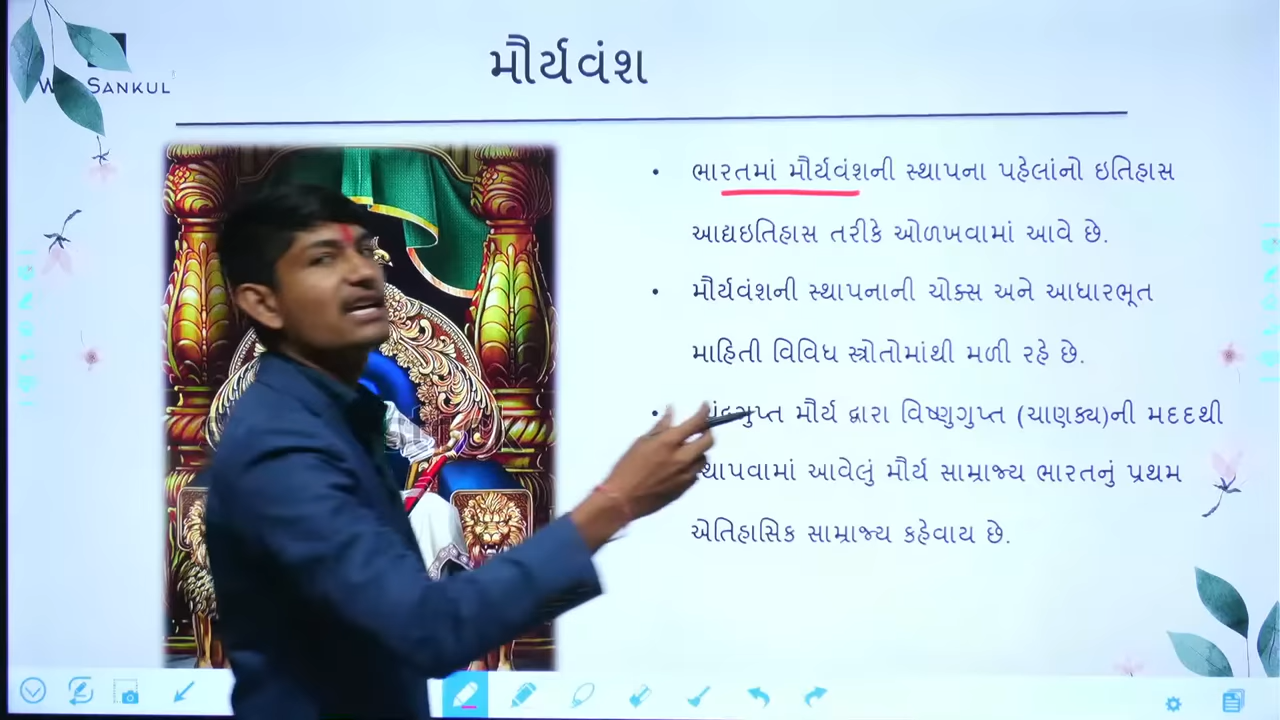 SANKUL
મૌર્યવંશ
• ભારતમાં મૌર્યવંશની સ્થાપના પહેલાંનો ઇતિહાસ
આદ્યઇતિહાસ તરીકે ઓળખવામાં આવે છે.
• મૌર્યવંશની સ્થાપનાની ચોક્સ અને આધારભૂત
માહિતી વિવિધ સ્ત્રોતોમાંથી મળી રહે છે.
• મૌર્ય દ્વારા વિષ્ણુગુપ્ત (ચાણક્ય)ની મદદથી
આવેલું મૌર્ય સામ્રાજ્ય ભારતનું પ્રથમ
ઐતિહાસિક સામ્રાજ્ય કહેવાય છે.